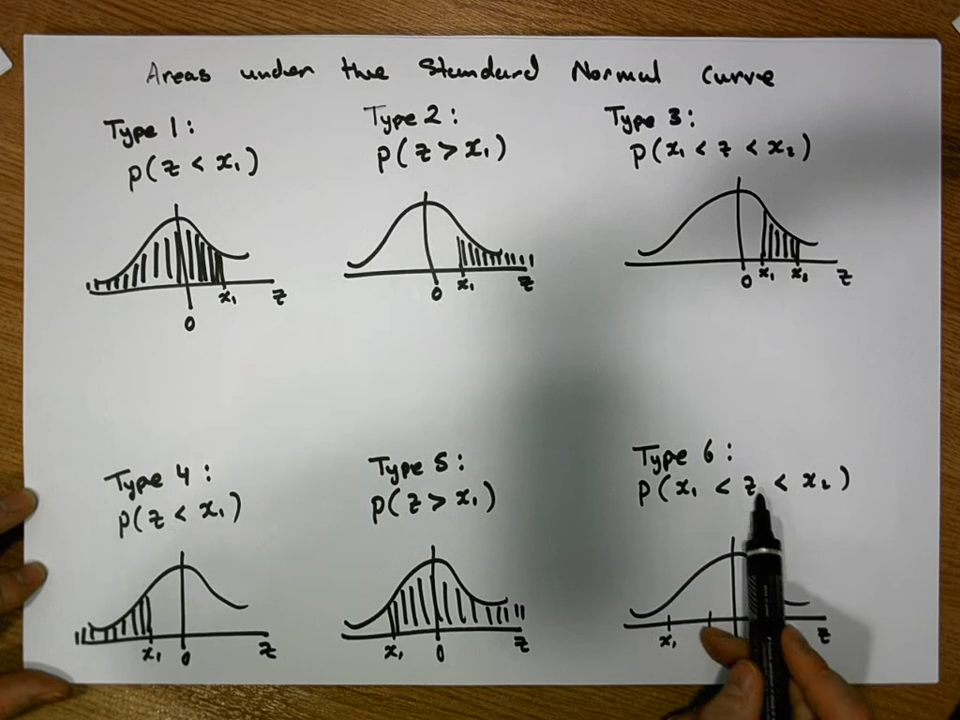 Areas under the Standard Normal Curve
Type 1:
p(z < x₁)
x₁
z
0
Type 2:
p(z > x₁)
0
x₁
z
Type 3:
p(x₁ < z < x₂)
0
x₁
x₂
z
Type 4:
p(z < x₁)
x₁
0
z
Type 5:
p(z > x₁)
x₁
0
z
Type 6:
p(x₁ < z < x₂)
x₁
z